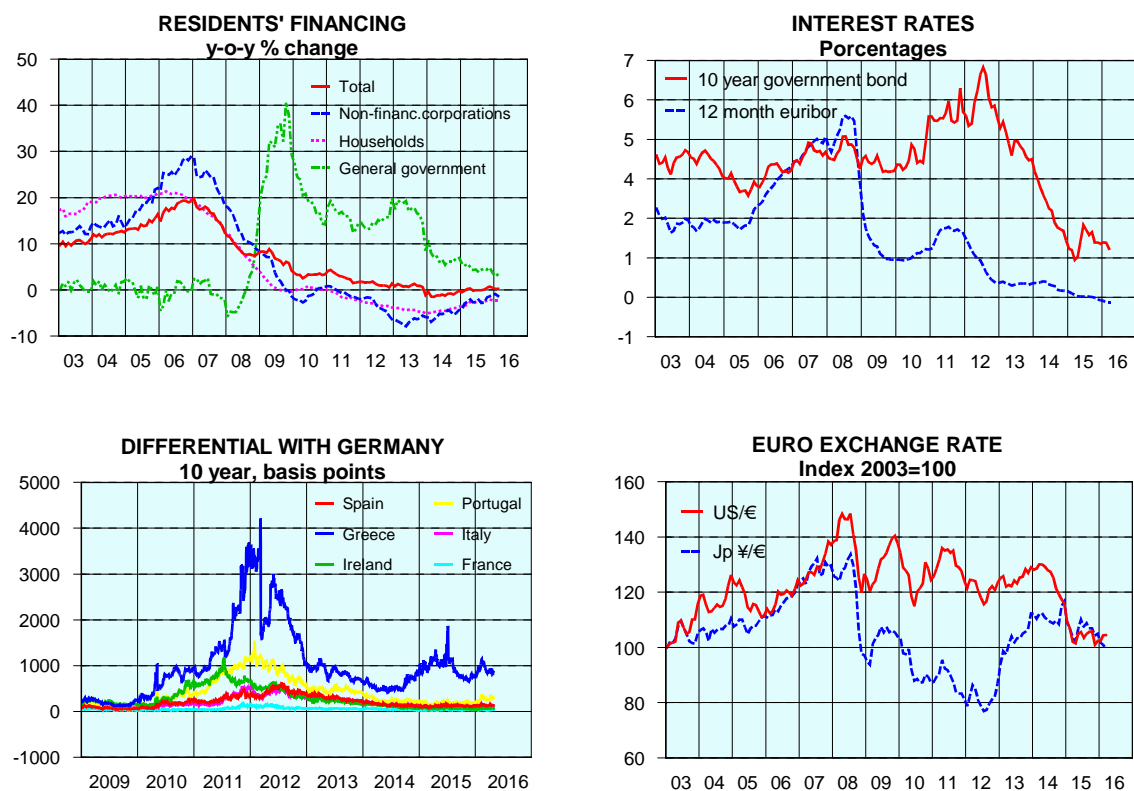 RESIDENTS' FINANCING
y-o-y % change
50
40
30
20
10
0
-10
Total
Non-financ.corporations
Households
General government
03 04 05 06 07 08 09 10 11 12 13 14 15 16
INTEREST RATES
Porcentages
7
6
5
4
2
1
0
-1
10 year government bond
12 month euribor
03 04 05 06 07 08 09 10 11 12 13 14 15 16
DIFFERENTIAL WITH GERMANY
10 year, basis points
5000
4000
3000
2000
1000
0
-1000
Spain Portugal
Greece Italy
Ireland France
2009 2010 2011 2012 2013 2014 2015 2016
EURO EXCHANGE RATE
Index 2003=100
160
140
120
100
80
60
US/€
Jp ¥/€
03 04 05 06 07 08 09 10 11 12 13 14 15 16